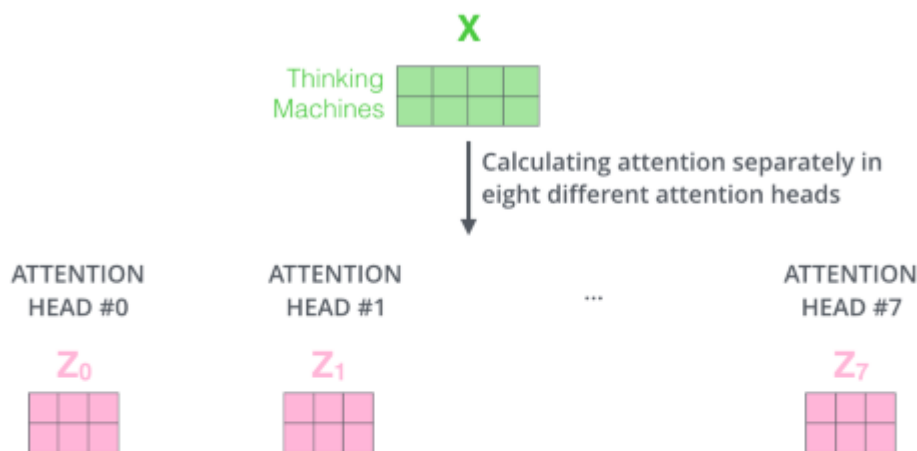 X
Thinking
Machines
Calculating attention separately in
eight different attention heads
ATTENTION
HEAD #0
ATTENTION
HEAD #1
...
ATTENTION
HEAD #7
Z0
Z1
Z7